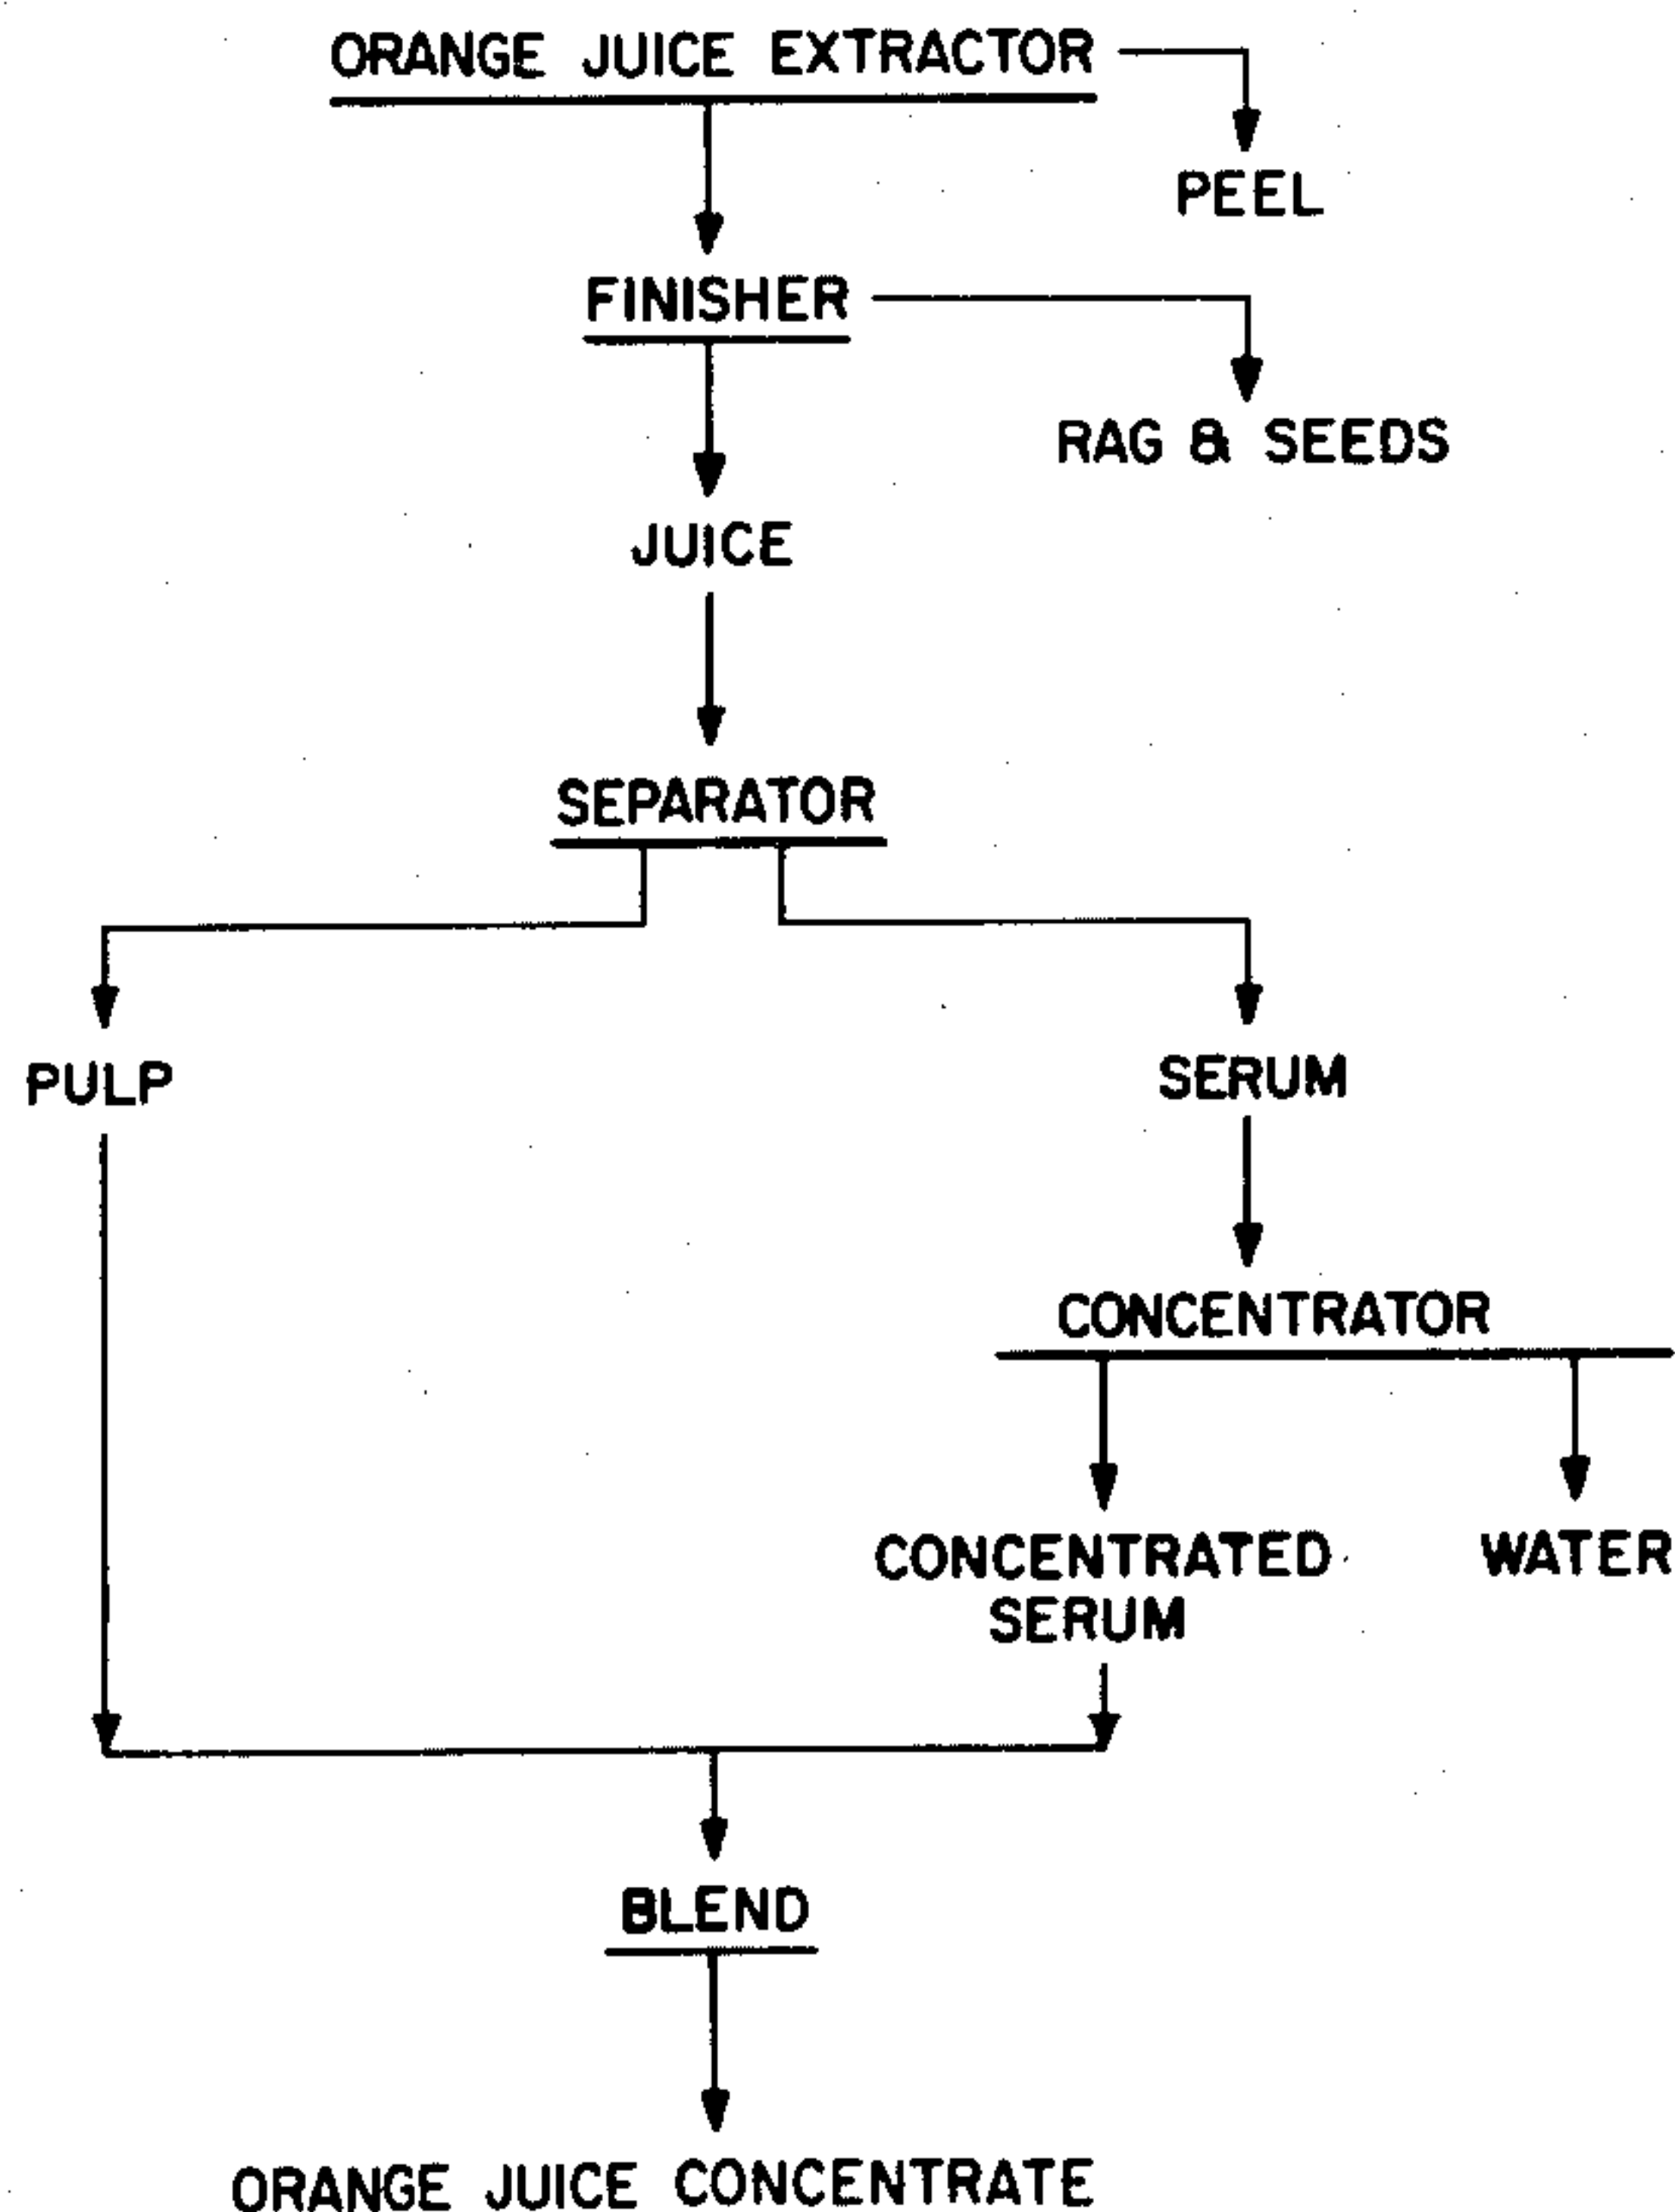 ORANGE JUICE EXTRACTOR
PEEL
FINISHER
RAG & SEEDS
JUICE
SEPARATOR
PULP
SERUM
CONCENTRATOR
CONCENTRATED
SERUM
WATER
BLEND
ORANGE JUICE CONCENTRATE